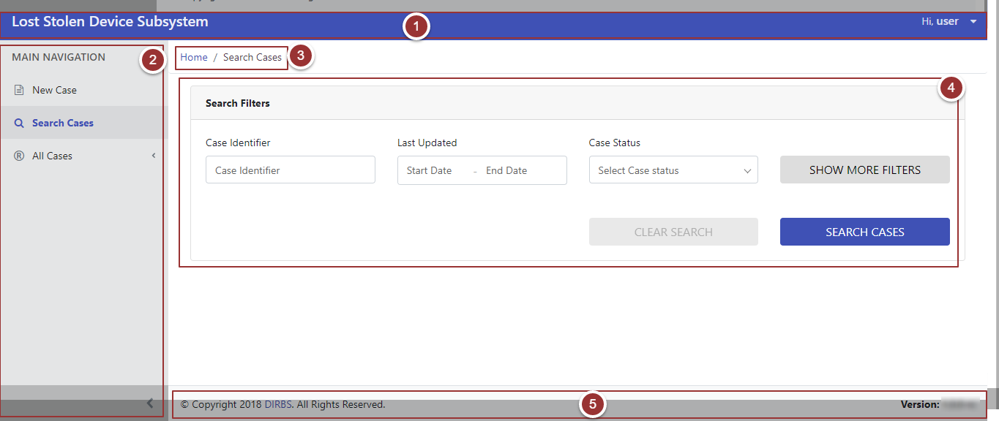 Lost Stolen Device Subsystem
1
Hi, user
MAIN NAVIGATION
2
Home / Search Cases
3
New Case
Search Cases
All Cases
4
Search Filters
Case Identifier
Last Updated
Case Status
Case Identifier
Start Date - End Date
Select Case status
SHOW MORE FILTERS
CLEAR SEARCH
SEARCH CASES
© Copyright 2018 DIRBS. All Rights Reserved.
5
Version: